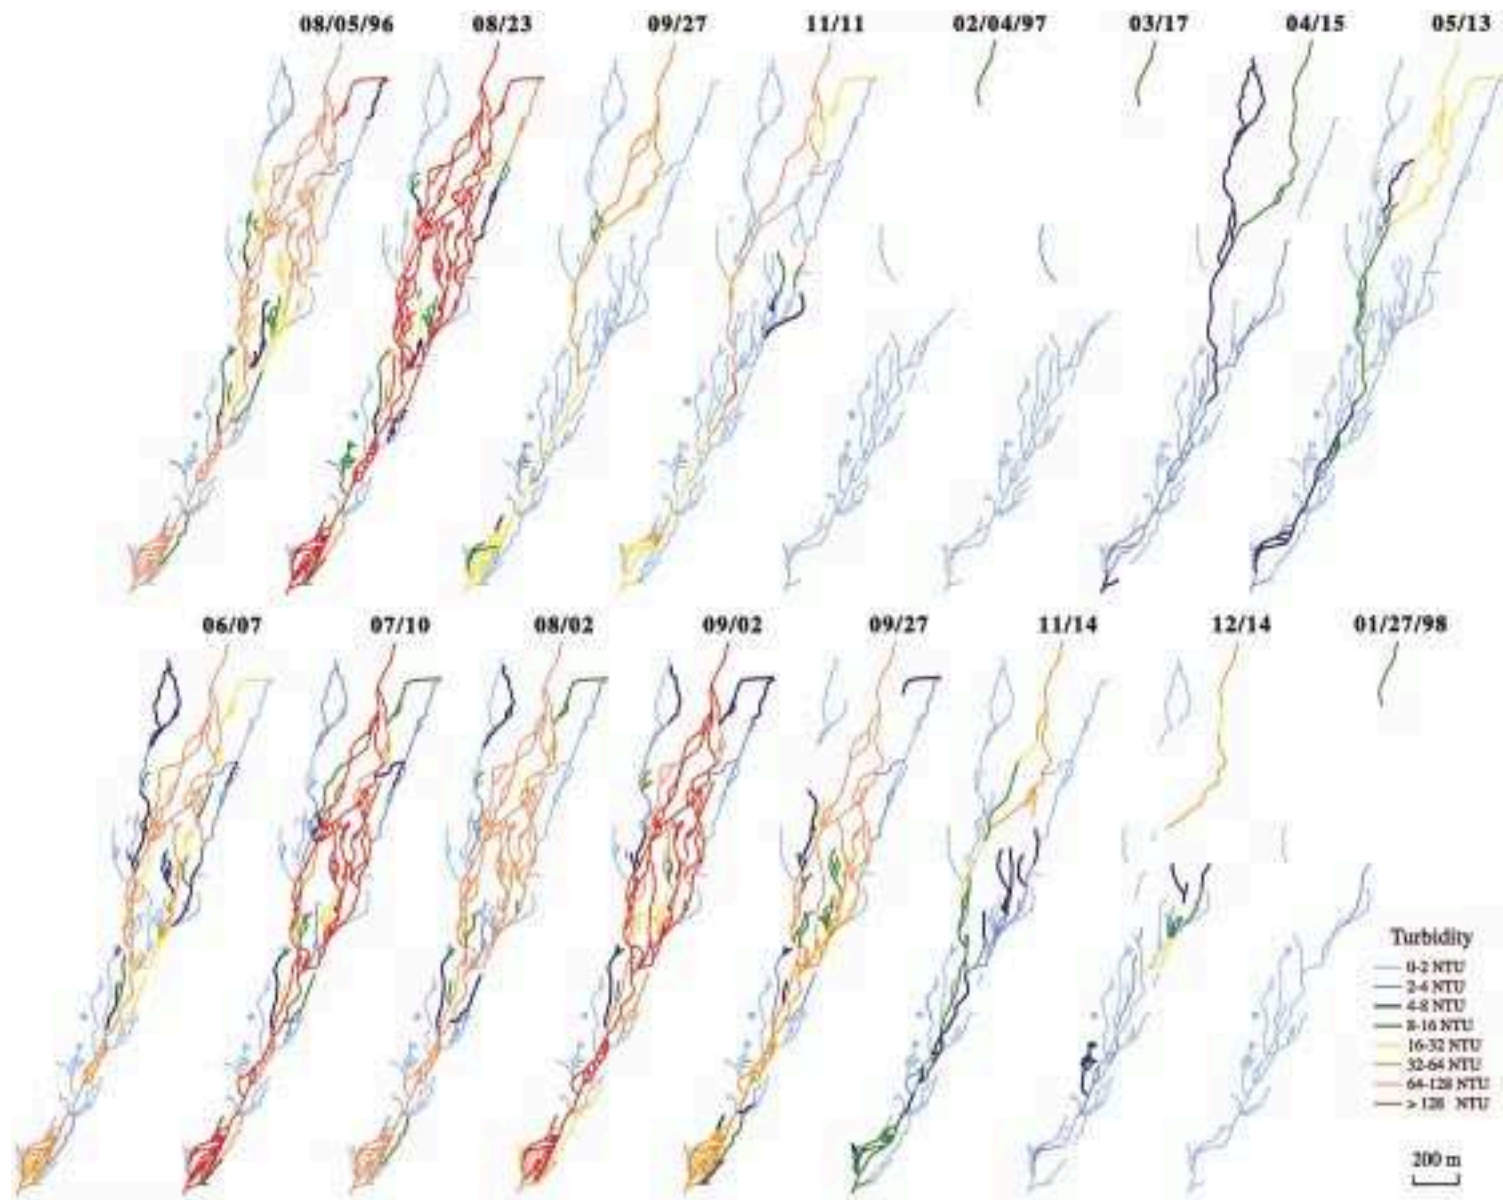 08/05/96 08/23 09/27 11/11 02/04/97 03/17 04/15 05/13
06/07 07/10 08/02 09/02 09/27 11/14 12/14 01/27/98
Turbidity
0-2 NTU
2-4 NTU
4-8 NTU
8-16 NTU
16-32 NTU
32-64 NTU
64-128 NTU
> 128 NTU
200 m